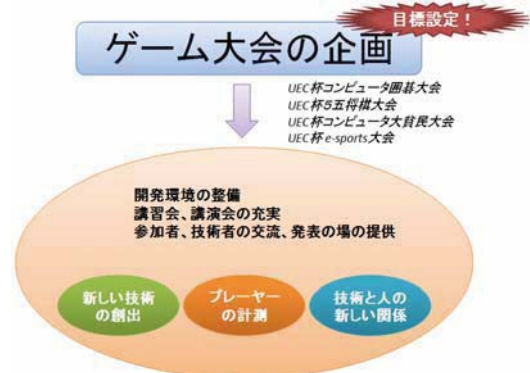 目標設定！
ゲーム大会の企画
UEC杯コンピュータ囲碁大会
UEC杯5五将棋大会
UEC杯コンピュータ大貧民大会
UEC杯 e-sports大会
開発環境の整備
講習会、講演会の充実
参加者、技術者の交流、発表の場の提供
新しい技術
の創出
プレーヤー
の計測
技術と人の
新しい関係